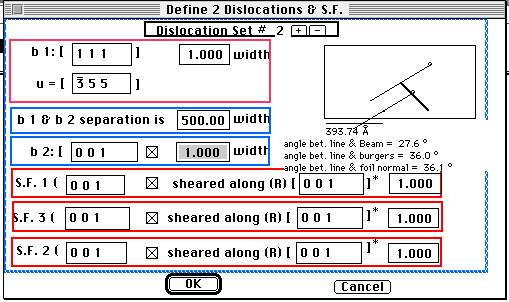 Define 2 Dislocations & S.F.
Dislocation Set # 2 + −
b 1: [ 1 1 1 ] 1.000 width
u = [ 3̅ 5 5 ]
b 1 & b 2 separation is 500.00 width
b 2: [ 0 0 1 ] 1.000 width
393.74 Å
angle bet. line & Beam = 27.6 °
angle bet. line & burgers = 36.0 °
angle bet. line & foil normal = 36.1 °
S.F. 1 ( 0 0 1 sheared along (R) [ 0 0 1 ]* 1.000
S.F. 3 ( 0 0 1 sheared along (R) [ 0 0 1 ]* 1.000
S.F. 2 ( 0 0 1 sheared along (R) [ 0 0 1 ]* 1.000
OK Cancel